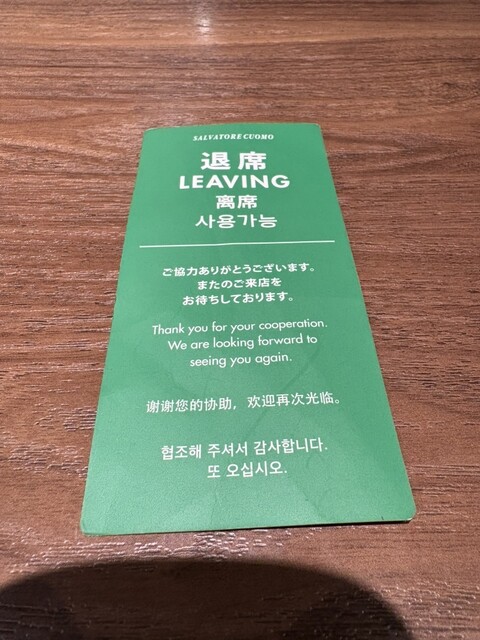 SALVATORE CUOMO
退席
LEAVING
离席
사용가능
ご協力ありがとうございます。
またのご来店を
お待ちしております。
Thank you for your cooperation.
We are looking forward to
seeing you again.
谢谢您的协助，欢迎再次光临。
협조해 주셔서 감사합니다.
또 오십시오.